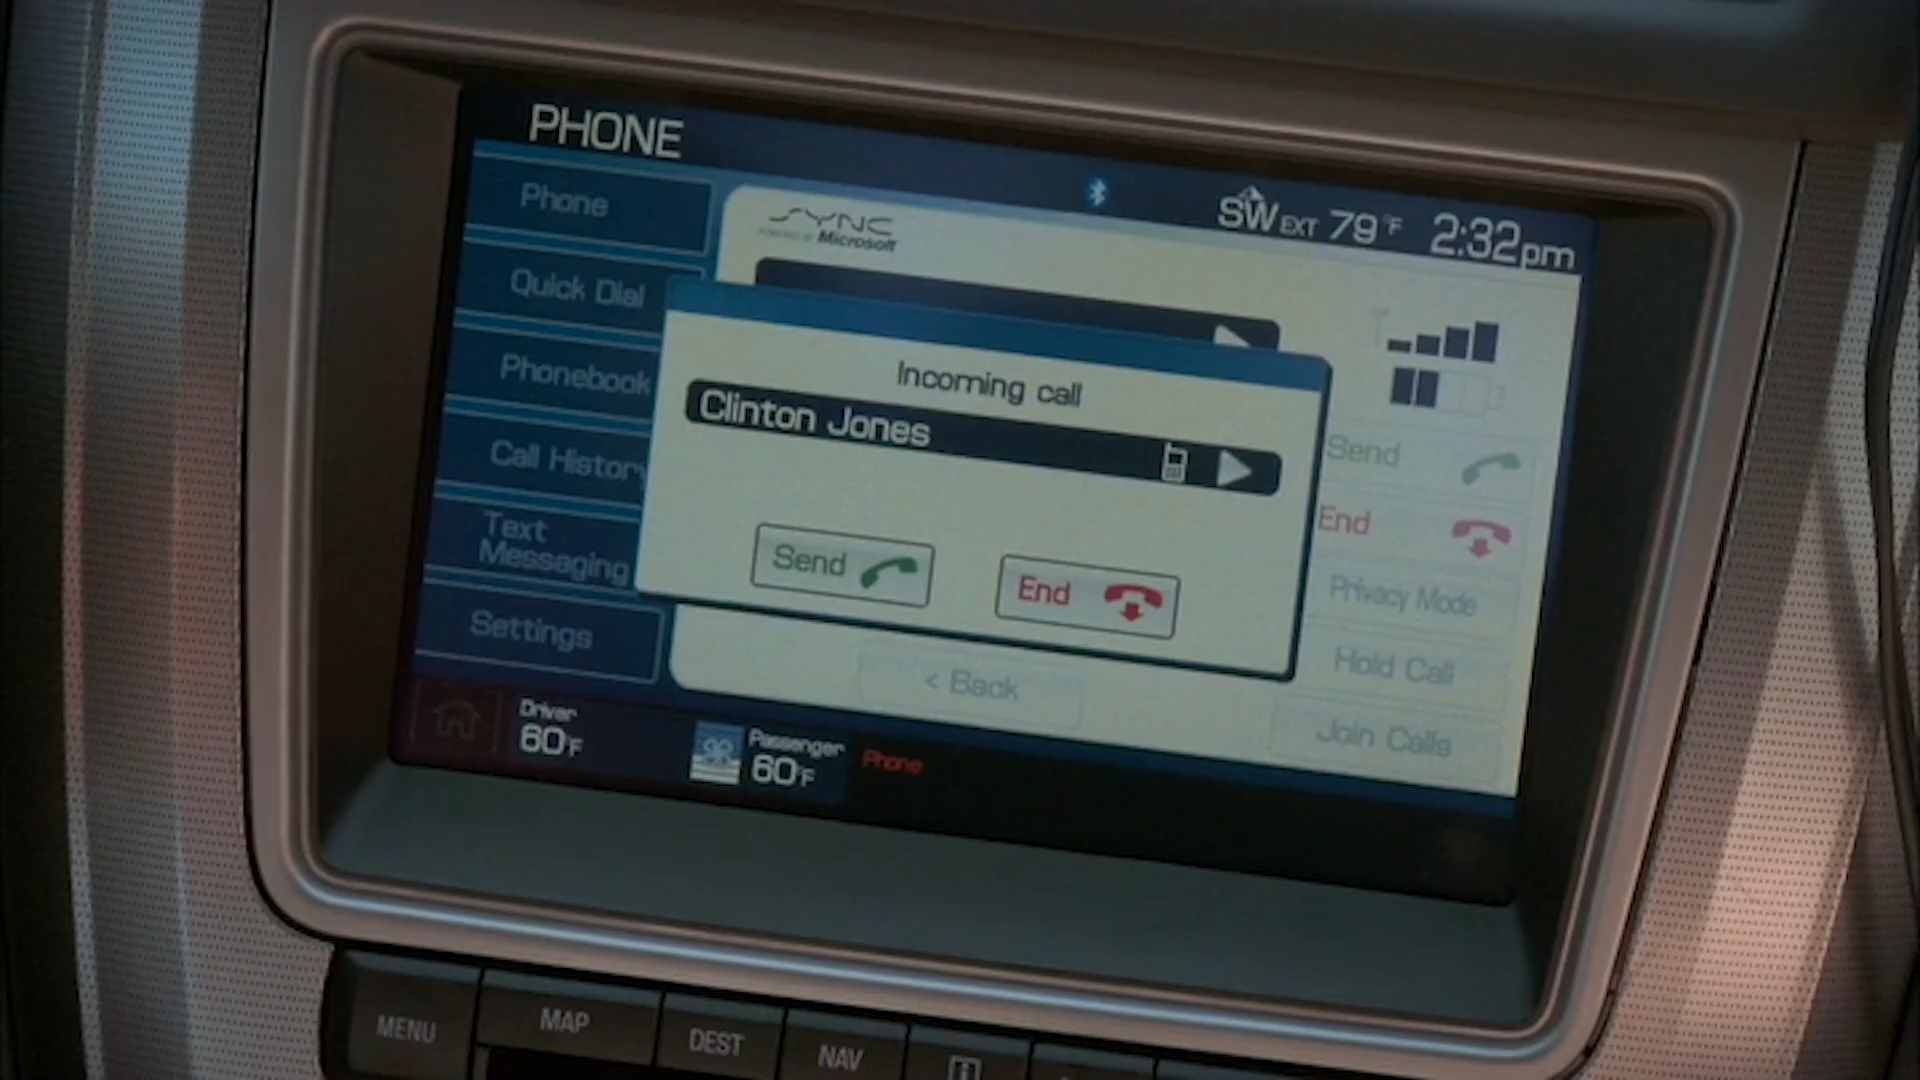 PHONE
SW EXT 79°F 2:32pm
Phone
Quick Dial
Phonebook
Call History
Text
Messaging
Settings
SYNC
POWERED BY Microsoft
Incoming call
Clinton Jones
Send
End
Send
End
Privacy Mode
Hold Call
Join Calls
< Back
Driver
60°F
Passenger
60°F
Phone
MENU
MAP
DEST
NAV